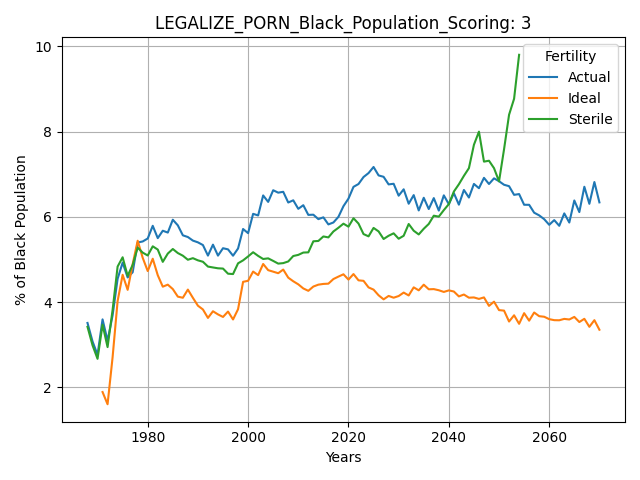 LEGALIZE_PORN_Black_Population_Scoring: 3
10
8
6
4
2
% of Black Population
Fertility
Actual
Ideal
Sterile
1980
2000
2020
2040
2060
Years